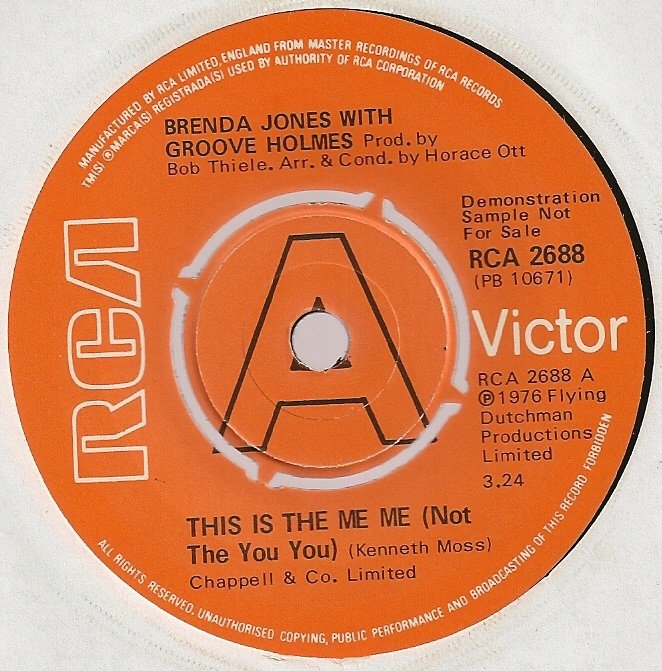 MANUFACTURED BY RCA LIMITED, ENGLAND FROM MASTER RECORDINGS OF RCA RECORDS
TM(S) ® MARCA(S) REGISTRADA(S) USED BY AUTHORITY OF RCA CORPORATION
BRENDA JONES WITH
GROOVE HOLMES Prod. by
Bob Thiele. Arr. & Cond. by Horace Ott
Demonstration
Sample Not
For Sale
RCA 2688
(PB 10671)
RCA
A
Victor
RCA 2688 A
℗ 1976 Flying
Dutchman
Productions
Limited
3.24
THIS IS THE ME ME (Not
The You You) (Kenneth Moss)
Chappell & Co. Limited
ALL RIGHTS RESERVED. UNAUTHORISED COPYING, PUBLIC PERFORMANCE AND BROADCASTING OF THIS RECORD FORBIDDEN